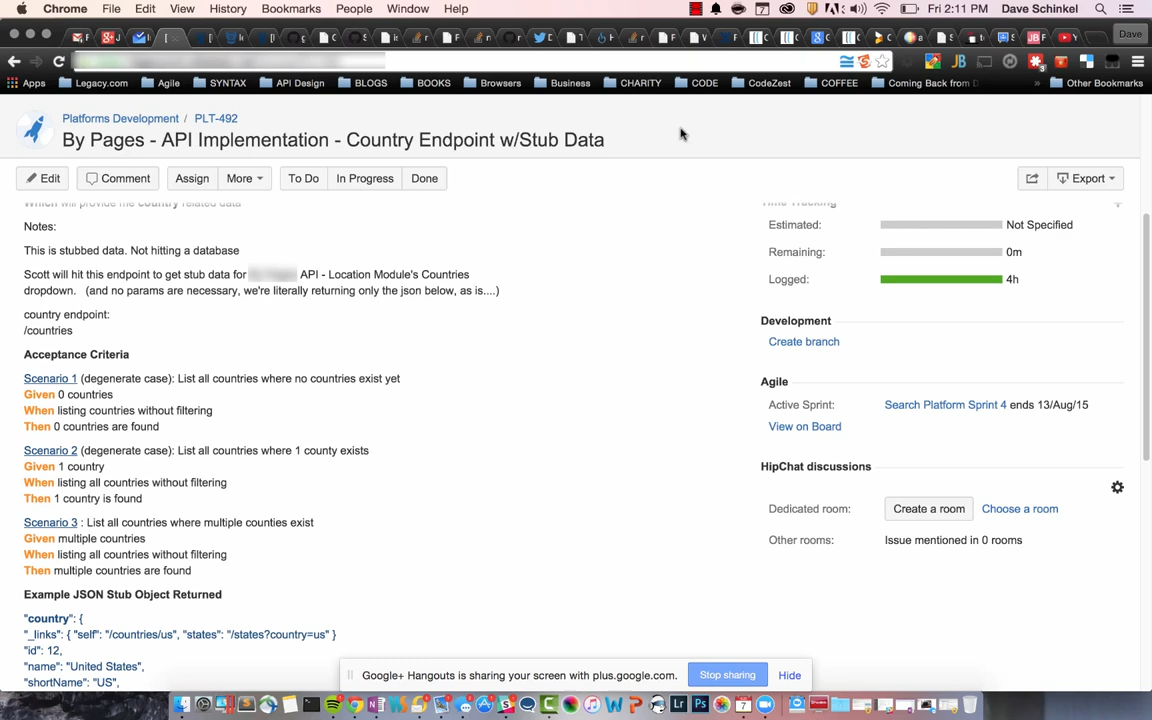 Chrome File Edit View History Bookmarks People Window Help Fri 2:11 PM Dave Schinkel
Dave
Apps Legacy.com Agile SYNTAX API Design BLOGS BOOKS Browsers Business CHARITY CODE CodeZest COFFEE Coming Back from » Other Bookmarks
Platforms Development / PLT-492
By Pages - API Implementation - Country Endpoint w/Stub Data
Edit Comment Assign More To Do In Progress Done Export
Which will provide me country related data
Time Tracking
Notes:
This is stubbed data. Not hitting a database
Scott will hit this endpoint to get stub data for API - Location Module's Countries
dropdown. (and no params are necessary, we're literally returning only the json below, as is....)
country endpoint:
/countries
Acceptance Criteria
Scenario 1 (degenerate case): List all countries where no countries exist yet
Given 0 countries
When listing countries without filtering
Then 0 countries are found
Scenario 2 (degenerate case): List all countries where 1 county exists
Given 1 country
When listing all countries without filtering
Then 1 country is found
Scenario 3 : List all countries where multiple counties exist
Given multiple countries
When listing all countries without filtering
Then multiple countries are found
Example JSON Stub Object Returned
"country": {
"_links": { "self": "/countries/us", "states": "/states?country=us" }
"id": 12,
"name": "United States",
"shortName": "US",
Estimated: Not Specified
Remaining: 0m
Logged: 4h
Development
Create branch
Agile
Active Sprint: Search Platform Sprint 4 ends 13/Aug/15
View on Board
HipChat discussions
Dedicated room: Create a room Choose a room
Other rooms: Issue mentioned in 0 rooms
Google+ Hangouts is sharing your screen with plus.google.com. Stop sharing Hide